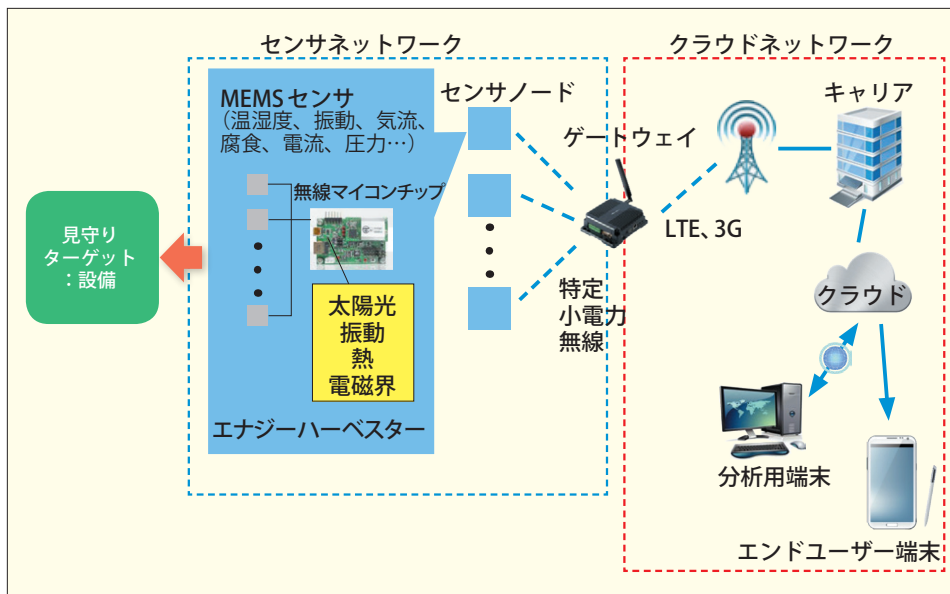 センサネットワーク
クラウドネットワーク
MEMS センサ
（温湿度、振動、気流、
腐食、電流、圧力…）
センサノード
キャリア
ゲートウェイ
無線マイコンチップ
見守り
ターゲット
：設備
LTE、3G
太陽光
振動
熱
電磁界
特定
小電力
無線
クラウド
エナジーハーベスター
分析用端末
エンドユーザー端末